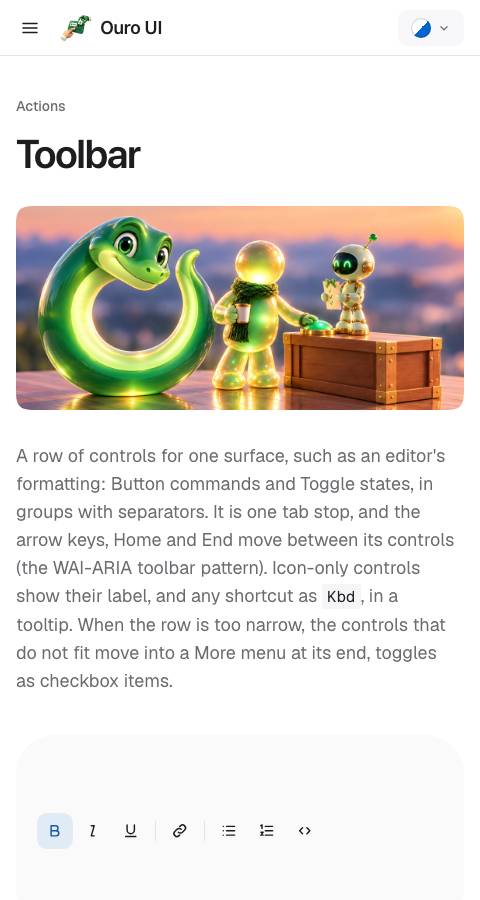 Ouro UI
Actions
Toolbar
A row of controls for one surface, such as an editor's
formatting: Button commands and Toggle states, in
groups with separators. It is one tab stop, and the
arrow keys, Home and End move between its controls
(the WAI-ARIA toolbar pattern). Icon-only controls
show their label, and any shortcut as Kbd, in a
tooltip. When the row is too narrow, the controls that
do not fit move into a More menu at its end, toggles
as checkbox items.
B I U